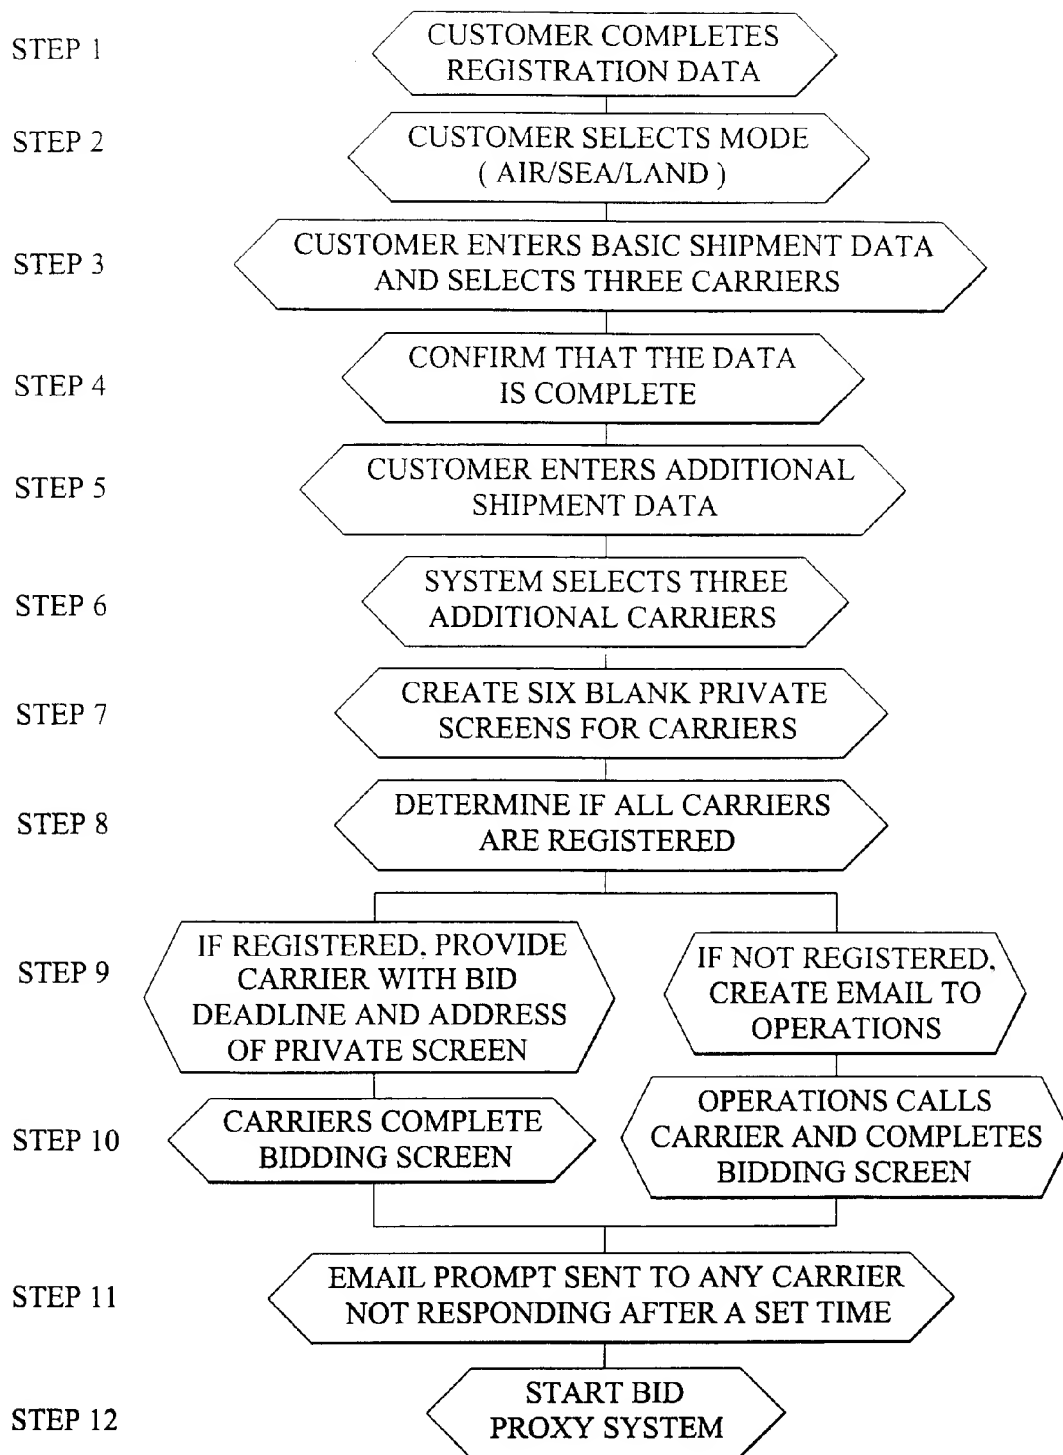 STEP 1
CUSTOMER COMPLETES
REGISTRATION DATA
STEP 2
CUSTOMER SELECTS MODE
( AIR/SEA/LAND )
STEP 3
CUSTOMER ENTERS BASIC SHIPMENT DATA
AND SELECTS THREE CARRIERS
STEP 4
CONFIRM THAT THE DATA
IS COMPLETE
STEP 5
CUSTOMER ENTERS ADDITIONAL
SHIPMENT DATA
STEP 6
SYSTEM SELECTS THREE
ADDITIONAL CARRIERS
STEP 7
CREATE SIX BLANK PRIVATE
SCREENS FOR CARRIERS
STEP 8
DETERMINE IF ALL CARRIERS
ARE REGISTERED
STEP 9
IF REGISTERED, PROVIDE
CARRIER WITH BID
DEADLINE AND ADDRESS
OF PRIVATE SCREEN
IF NOT REGISTERED,
CREATE EMAIL TO
OPERATIONS
STEP 10
CARRIERS COMPLETE
BIDDING SCREEN
OPERATIONS CALLS
CARRIER AND COMPLETES
BIDDING SCREEN
STEP 11
EMAIL PROMPT SENT TO ANY CARRIER
NOT RESPONDING AFTER A SET TIME
STEP 12
START BID
PROXY SYSTEM